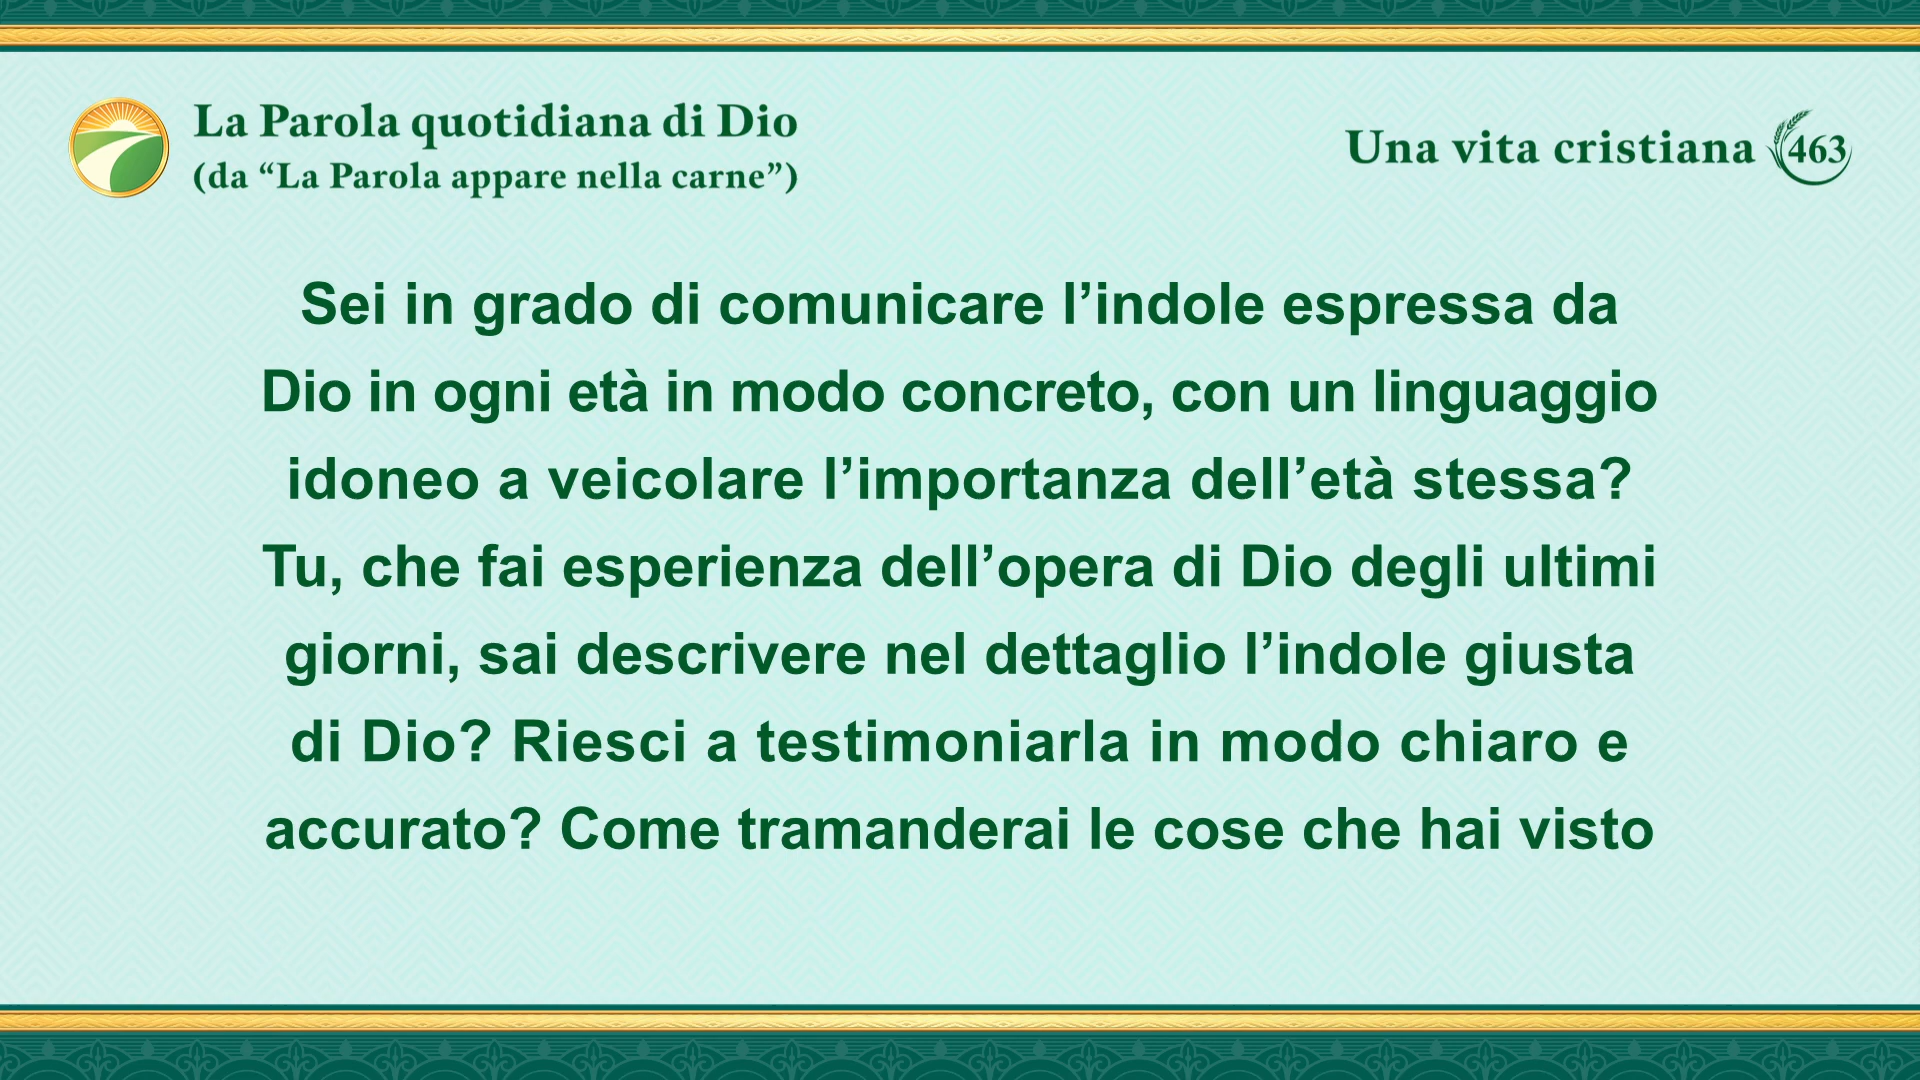 La Parola quotidiana di Dio
(da “La Parola appare nella carne”)
Una vita cristiana 463
Sei in grado di comunicare l’indole espressa da
Dio in ogni età in modo concreto, con un linguaggio
idoneo a veicolare l’importanza dell’età stessa?
Tu, che fai esperienza dell’opera di Dio degli ultimi
giorni, sai descrivere nel dettaglio l’indole giusta
di Dio? Riesci a testimoniarla in modo chiaro e
accurato? Come tramanderai le cose che hai visto